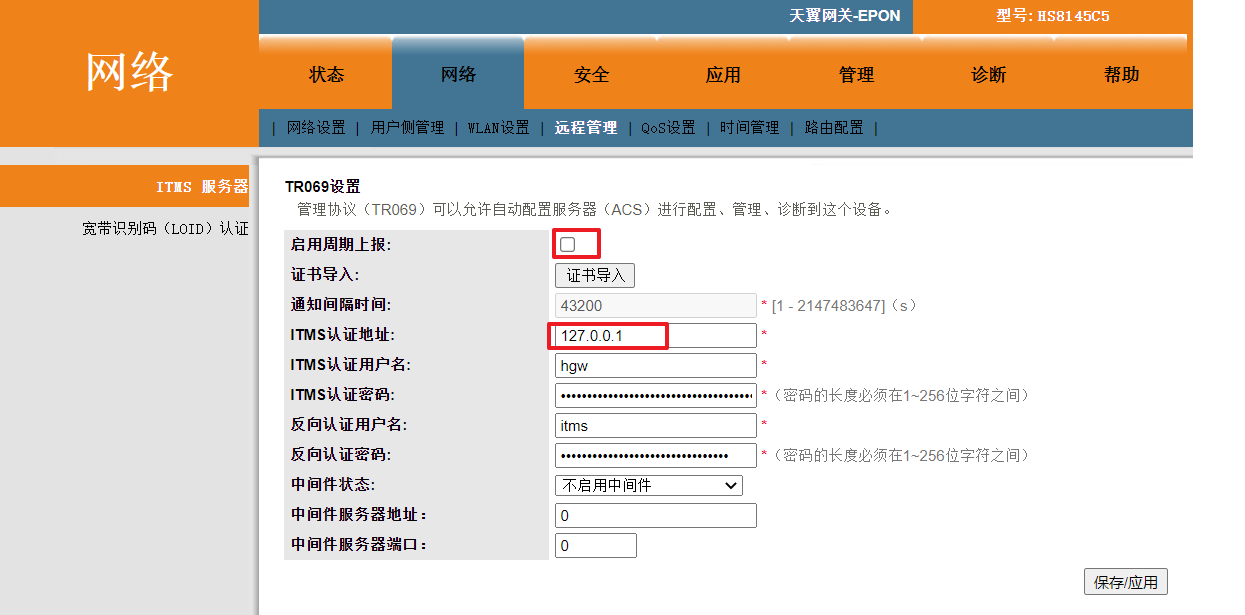 天翼网关-EPON 型号: HS8145C5
网络
状态 网络 安全 应用 管理 诊断 帮助
| 网络设置 | 用户侧管理 | WLAN设置 | 远程管理 | QoS设置 | 时间管理 | 路由配置 |
ITMS 服务器
宽带识别码（LOID）认证
TR069设置
管理协议（TR069）可以允许自动配置服务器（ACS）进行配置、管理、诊断到这个设备。
启用周期上报:
证书导入: 证书导入
通知间隔时间: 43200 * [1 - 2147483647]（s）
ITMS认证地址: 127.0.0.1 *
ITMS认证用户名: hgw *
ITMS认证密码: *（密码的长度必须在1~256位字符之间）
反向认证用户名: itms *
反向认证密码: *（密码的长度必须在1~256位字符之间）
中间件状态: 不启用中间件
中间件服务器地址： 0
中间件服务器端口： 0
保存/应用